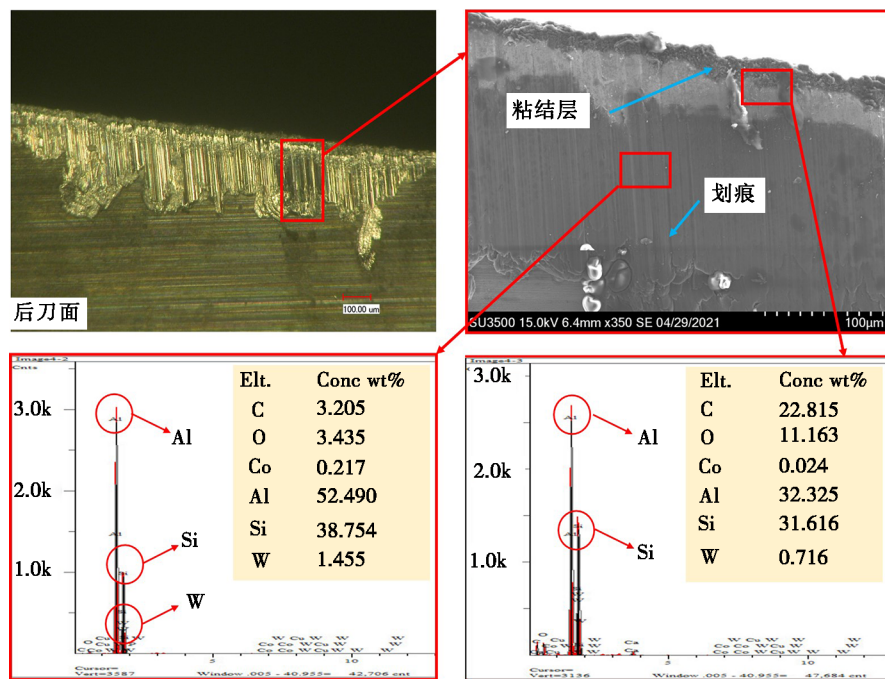 后刀面
100.00 um
粘结层
划痕
SU3500 15.0kV 6.4mm x350 SE 04/29/2021
100μm
Image4-2
Cnts
3.0k
2.0k
1.0k
Al
Si
W
Elt. Conc wt%
C 3.205
O 3.435
Co 0.217
Al 52.490
Si 38.754
W 1.455
5
10
Cursor=
Vert=3587 Window .005 - 40.955= 42,706 cnt
Image4-3
3.0k
2.0k
1.0k
Al
Si
Elt. Conc wt%
C 22.815
O 11.163
Co 0.024
Al 32.325
Si 31.616
W 0.716
5
10
Cursor=
Vert=3136 Window .005 - 40.955= 47,684 cnt